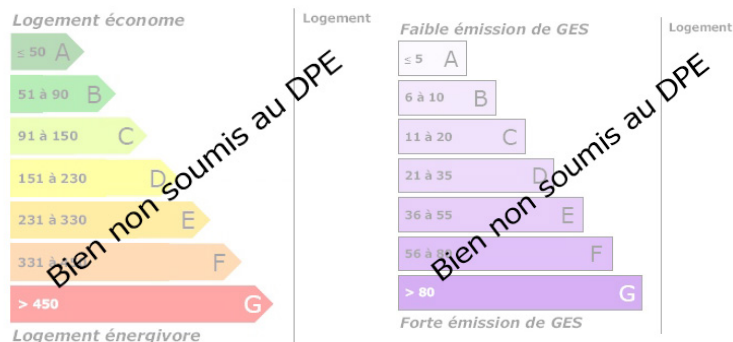 Logement économe
Logement
≤ 50 A
51 à 90 B
91 à 150 C
151 à 230 D
231 à 330 E
331 F
> 450 G
Logement énergivore
Bien non soumis au DPE
Faible émission de GES
Logement
≤ 5 A
6 à 10 B
11 à 20 C
21 à 35 D
36 à 55 E
56 à 80 F
> 80 G
Forte émission de GES
Bien non soumis au DPE